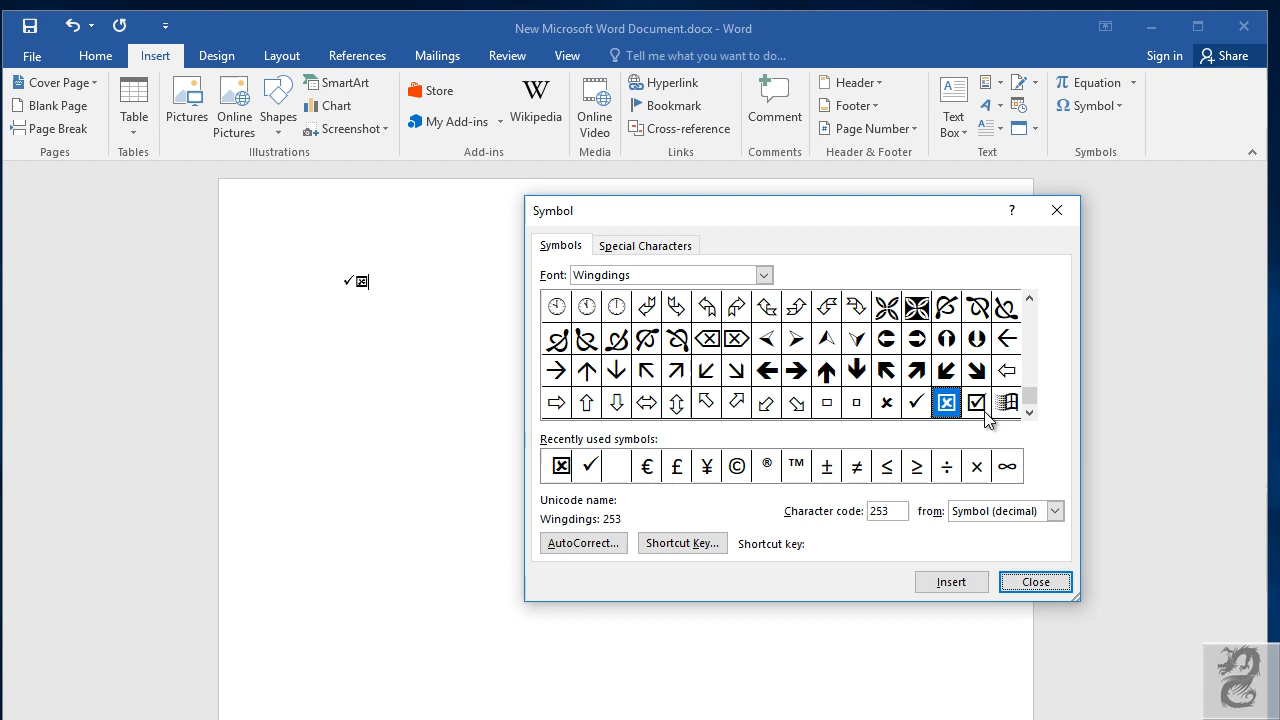 New Microsoft Word Document.docx - Word
File Home Insert Design Layout References Mailings Review View Tell me what you want to do... Sign in Share
Cover Page
Blank Page
Page Break
Pages
Table
Tables
Pictures
Online Pictures
Shapes
SmartArt
Chart
Screenshot
Illustrations
Store
My Add-ins
W
Wikipedia
Add-ins
Online Video
Media
Hyperlink
Bookmark
Cross-reference
Links
Comment
Comments
Header
Footer
Page Number
Header & Footer
Text Box
Text
π Equation
Ω Symbol
Symbols
✓☒
Symbol ?
Symbols Special Characters
Font: Wingdings
Recently used symbols:
☒ ✓ € £ ¥ © ® ™ ± ≠ ≤ ≥ ÷ × ∞
Unicode name:
Wingdings: 253
Character code: 253 from: Symbol (decimal)
AutoCorrect... Shortcut Key... Shortcut key:
Insert Close